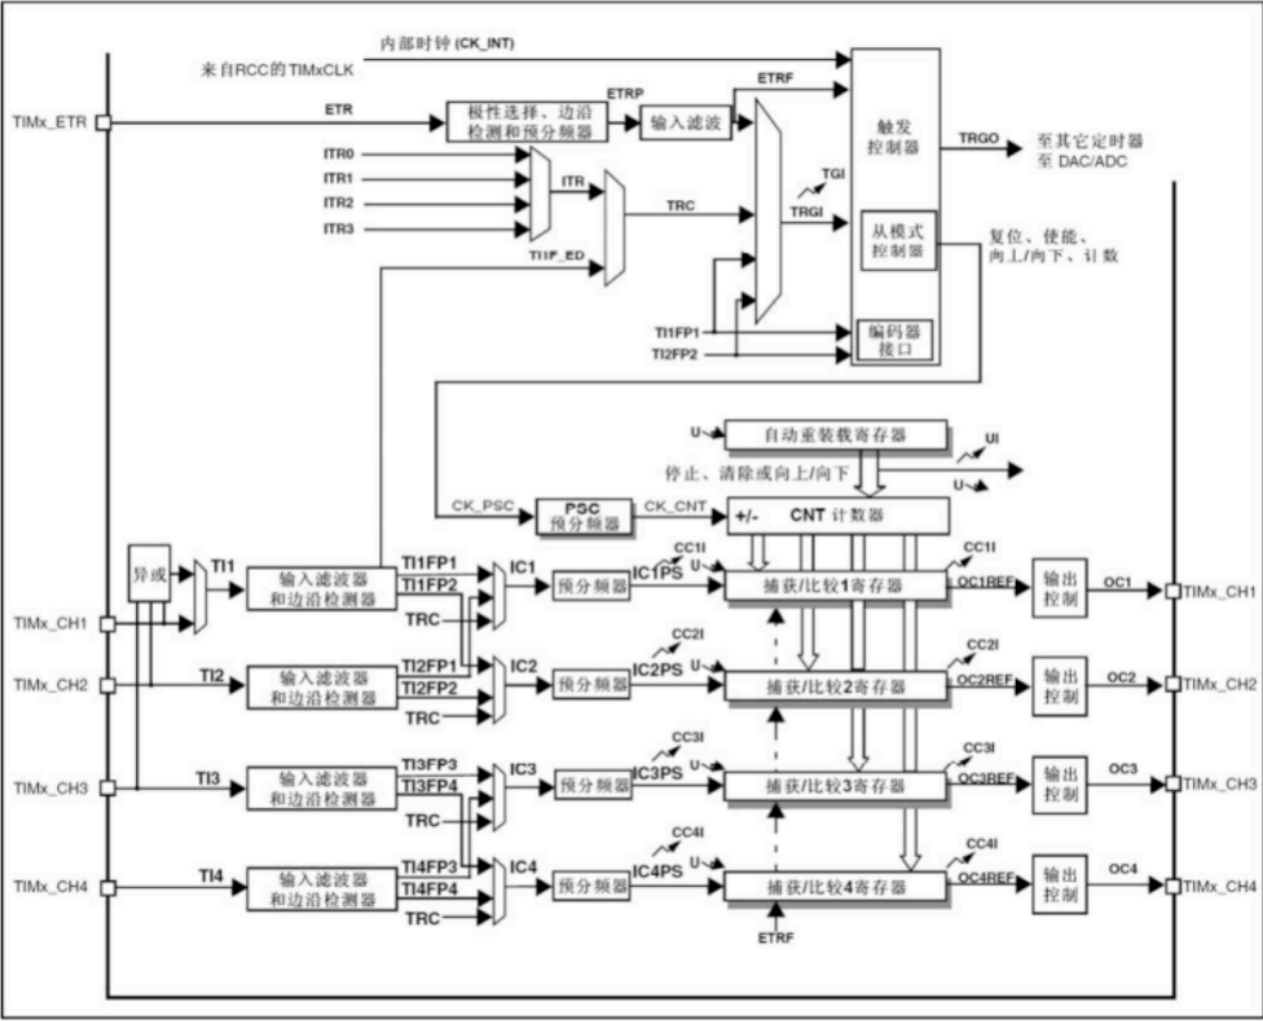 内部时钟 (CK_INT)
来自RCC的TIMxCLK
ETRF
TIMx_ETR
ETR
极性选择、边沿
检测和预分频器
ETRP
输入滤波
触发
控制器
TRGO
至其它定时器
至 DAC/ADC
ITR0
ITR1
ITR2
ITR3
ITR
TRC
TGI
TRGI
从模式
控制器
复位、使能、
向上/向下、计数
TI1F_ED
TI1FP1
TI2FP2
编码器
接口
U
自动重装载寄存器
UI
停止、清除或向上/向下
U
CK_PSC
PSC
预分频器
CK_CNT
+/-
CNT 计数器
异或
TI1
输入滤波器
和边沿检测器
TI1FP1
TI1FP2
TRC
IC1
预分频器
CC1I
IC1PS
U
捕获/比较1寄存器
CC1I
OC1REF
输出
控制
OC1
TIMx_CH1
TIMx_CH1
TIMx_CH2
TI2
输入滤波器
和边沿检测器
TI2FP1
TI2FP2
TRC
IC2
预分频器
CC2I
IC2PS
U
捕获/比较2寄存器
CC2I
OC2REF
输出
控制
OC2
TIMx_CH2
TIMx_CH3
TI3
输入滤波器
和边沿检测器
TI3FP3
TI3FP4
TRC
IC3
预分频器
CC3I
IC3PS
U
捕获/比较3寄存器
CC3I
OC3REF
输出
控制
OC3
TIMx_CH3
TIMx_CH4
TI4
输入滤波器
和边沿检测器
TI4FP3
TI4FP4
TRC
IC4
预分频器
CC4I
IC4PS
U
捕获/比较4寄存器
CC4I
OC4REF
输出
控制
OC4
TIMx_CH4
ETRF